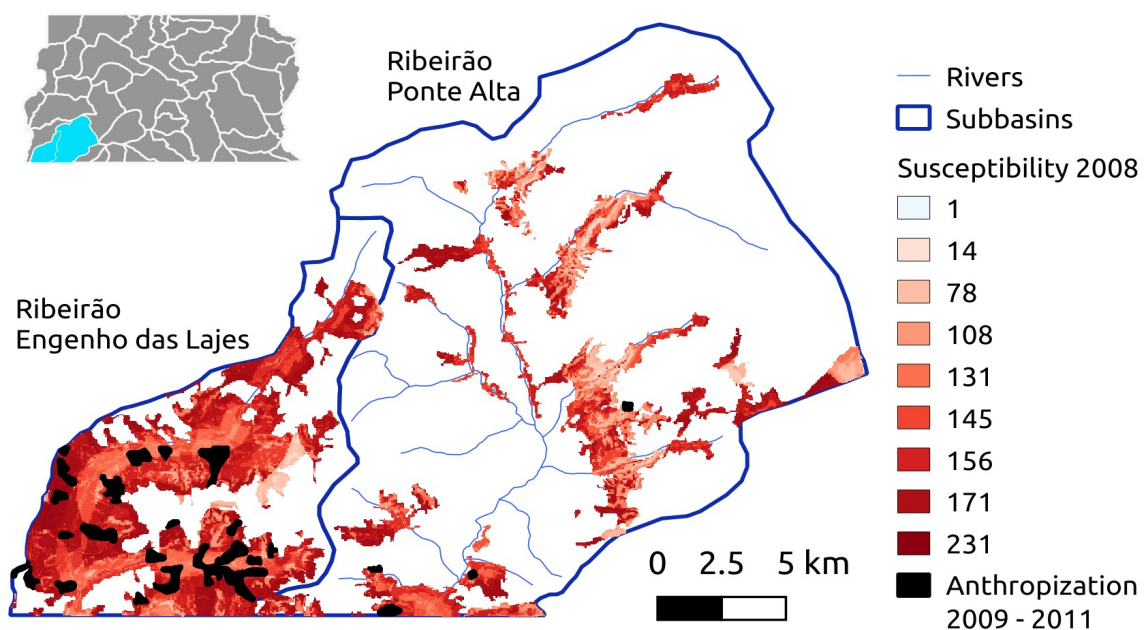 Ribeirão
Ponte Alta
Ribeirão
Engenho das Lajes
Rivers
Subbasins
Susceptibility 2008
1
14
78
108
131
145
156
171
231
Anthropization
2009 - 2011
0 2.5 5 km